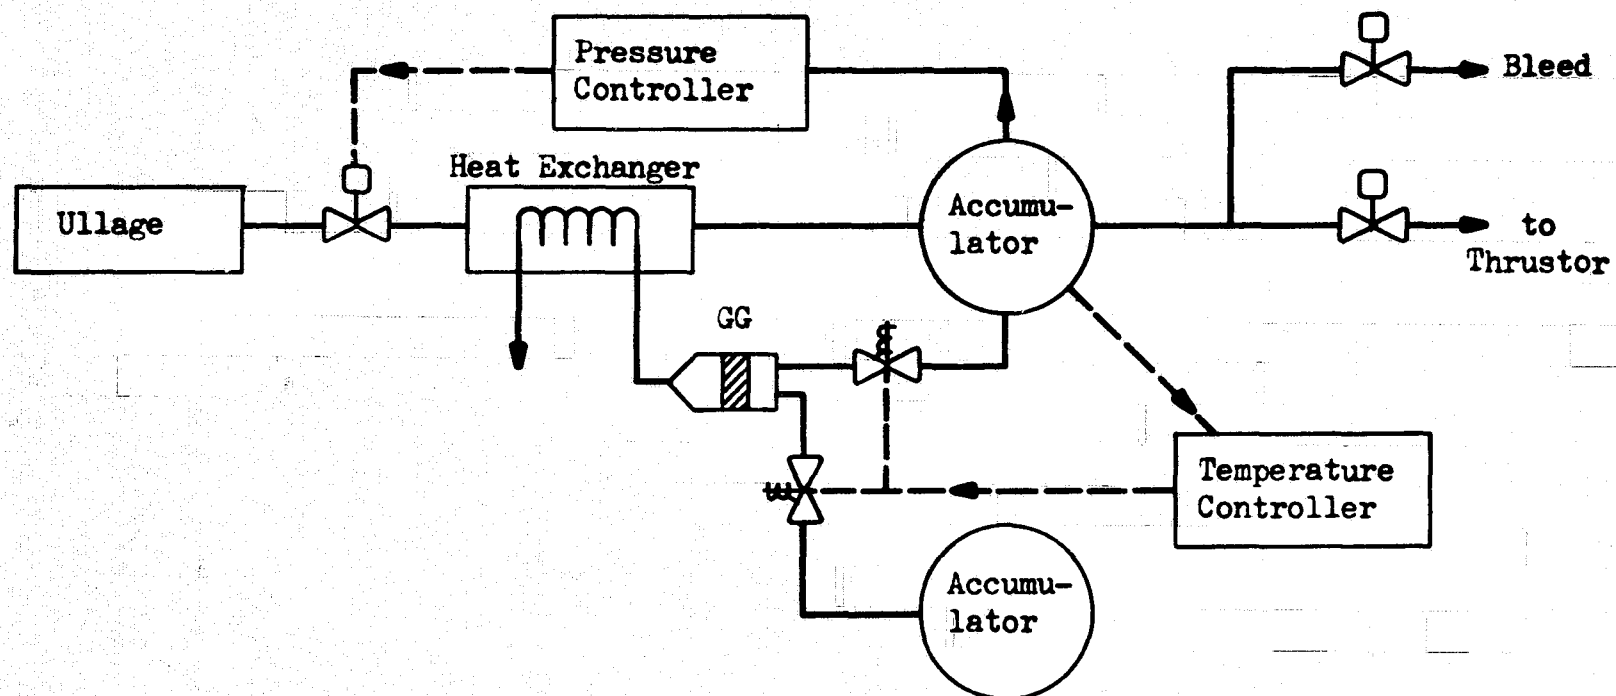 Pressure
Controller
Bleed
Heat Exchanger
Ullage
Accumu-
lator
to
Thrustor
GG
Temperature
Controller
Accumu-
lator